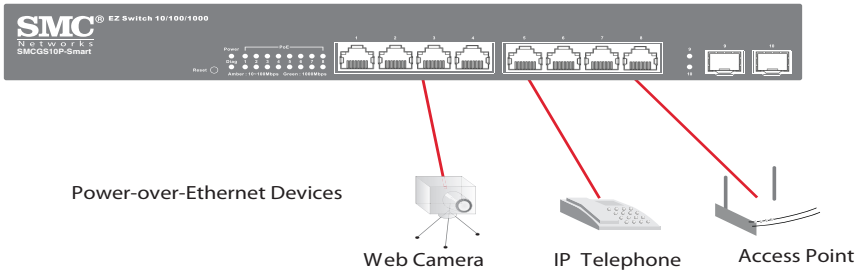 SMC® EZ Switch 10/100/1000
Networks
SMCGS10P-Smart
Power PoE
Diag 1 2 3 4 5 6 7 8
Reset Amber : 10~100Mbps Green : 1000Mbps
1 2 3 4 5 6 7 8 9 10 9 10
Power-over-Ethernet Devices
Web Camera
IP Telephone
Access Point